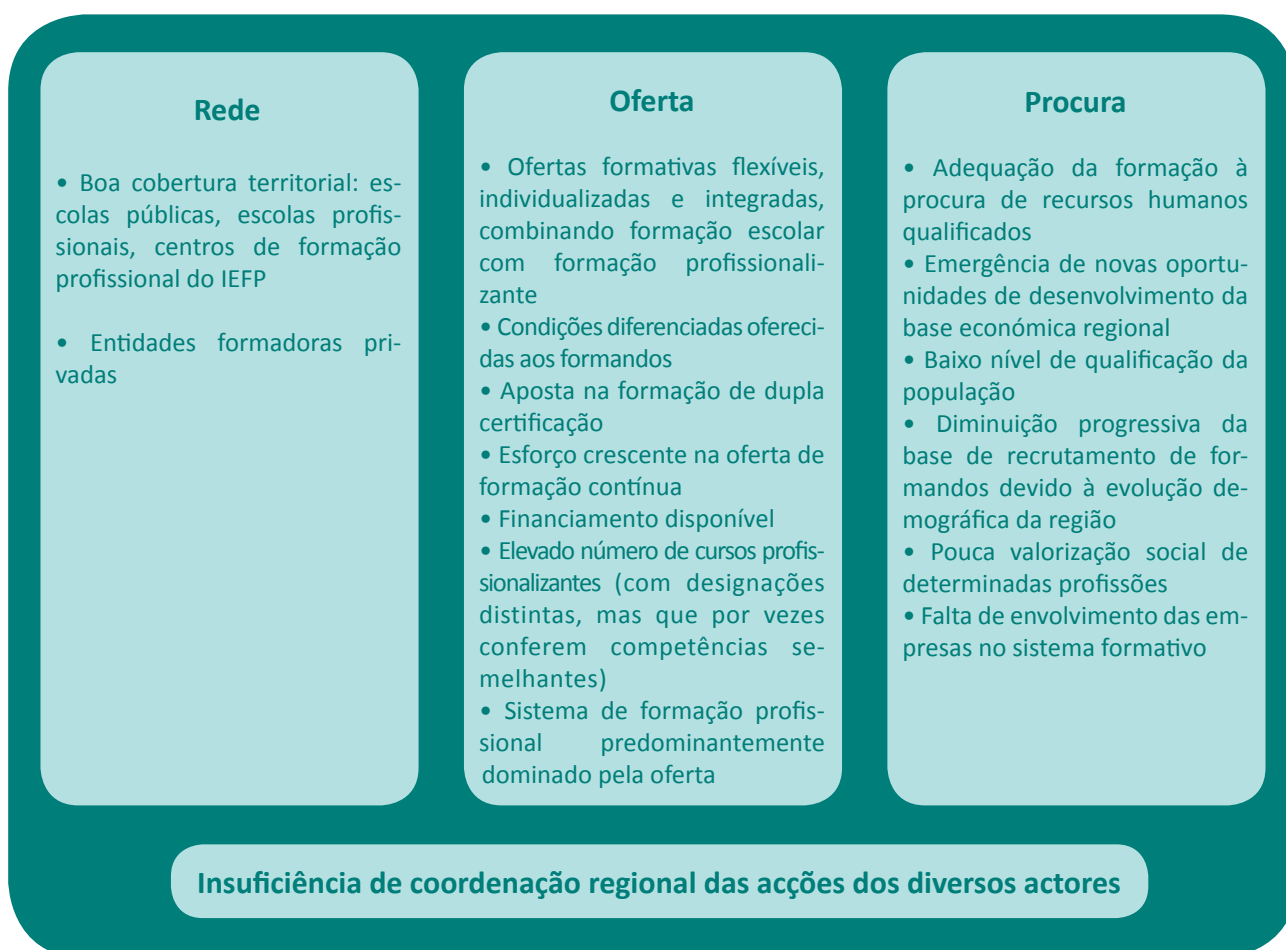 Rede
• Boa cobertura territorial: es-
colas públicas, escolas profis-
sionais, centros de formação
profissional do IEFP
• Entidades formadoras pri-
vadas
Oferta
• Ofertas formativas flexíveis,
individualizadas e integradas,
combinando formação escolar
com formação profissionali-
zante
• Condições diferenciadas ofereci-
das aos formandos
• Aposta na formação de dupla
certificação
• Esforço crescente na oferta de
formação contínua
• Financiamento disponível
• Elevado número de cursos profis-
sionalizantes (com designações
distintas, mas que por vezes
conferem competências se-
melhantes)
• Sistema de formação profis-
sional predominantemente
dominado pela oferta
Procura
• Adequação da formação à
procura de recursos humanos
qualificados
• Emergência de novas oportu-
nidades de desenvolvimento da
base económica regional
• Baixo nível de qualificação da
população
• Diminuição progressiva da
base de recrutamento de for-
mandos devido à evolução de-
mográfica da região
• Pouca valorização social de
determinadas profissões
• Falta de envolvimento das em-
presas no sistema formativo
Insuficiência de coordenação regional das acções dos diversos actores